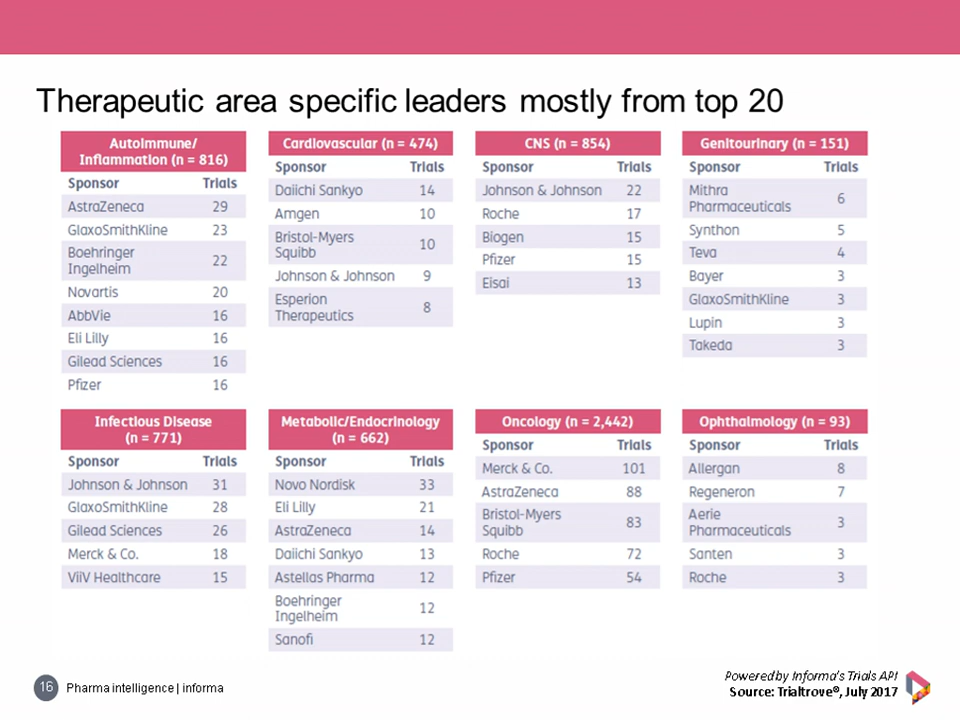 Therapeutic area specific leaders mostly from top 20
Autoimmune/
Inflammation (n = 816)
Sponsor Trials
AstraZeneca 29
GlaxoSmithKline 23
Boehringer
Ingelheim 22
Novartis 20
AbbVie 16
Eli Lilly 16
Gilead Sciences 16
Pfizer 16
Cardiovascular (n = 474)
Sponsor Trials
Daiichi Sankyo 14
Amgen 10
Bristol-Myers
Squibb 10
Johnson & Johnson 9
Esperion
Therapeutics 8
CNS (n = 854)
Sponsor Trials
Johnson & Johnson 22
Roche 17
Biogen 15
Pfizer 15
Eisai 13
Genitourinary (n = 151)
Sponsor Trials
Mithra
Pharmaceuticals 6
Synthon 5
Teva 4
Bayer 3
GlaxoSmithKline 3
Lupin 3
Takeda 3
Infectious Disease
(n = 771)
Sponsor Trials
Johnson & Johnson 31
GlaxoSmithKline 28
Gilead Sciences 26
Merck & Co. 18
ViiV Healthcare 15
Metabolic/Endocrinology
(n = 662)
Sponsor Trials
Novo Nordisk 33
Eli Lilly 21
AstraZeneca 14
Daiichi Sankyo 13
Astellas Pharma 12
Boehringer
Ingelheim 12
Sanofi 12
Oncology (n = 2,442)
Sponsor Trials
Merck & Co. 101
AstraZeneca 88
Bristol-Myers
Squibb 83
Roche 72
Pfizer 54
Ophthalmology (n = 93)
Sponsor Trials
Allergan 8
Regeneron 7
Aerie
Pharmaceuticals 3
Santen 3
Roche 3
16 Pharma intelligence | informa
Powered by Informa's Trials API
Source: Trialtrove®, July 2017